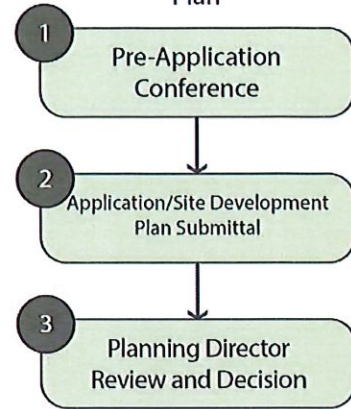 Plan
1
Pre-Application
Conference
2
Application/Site Development
Plan Submittal
3
Planning Director
Review and Decision